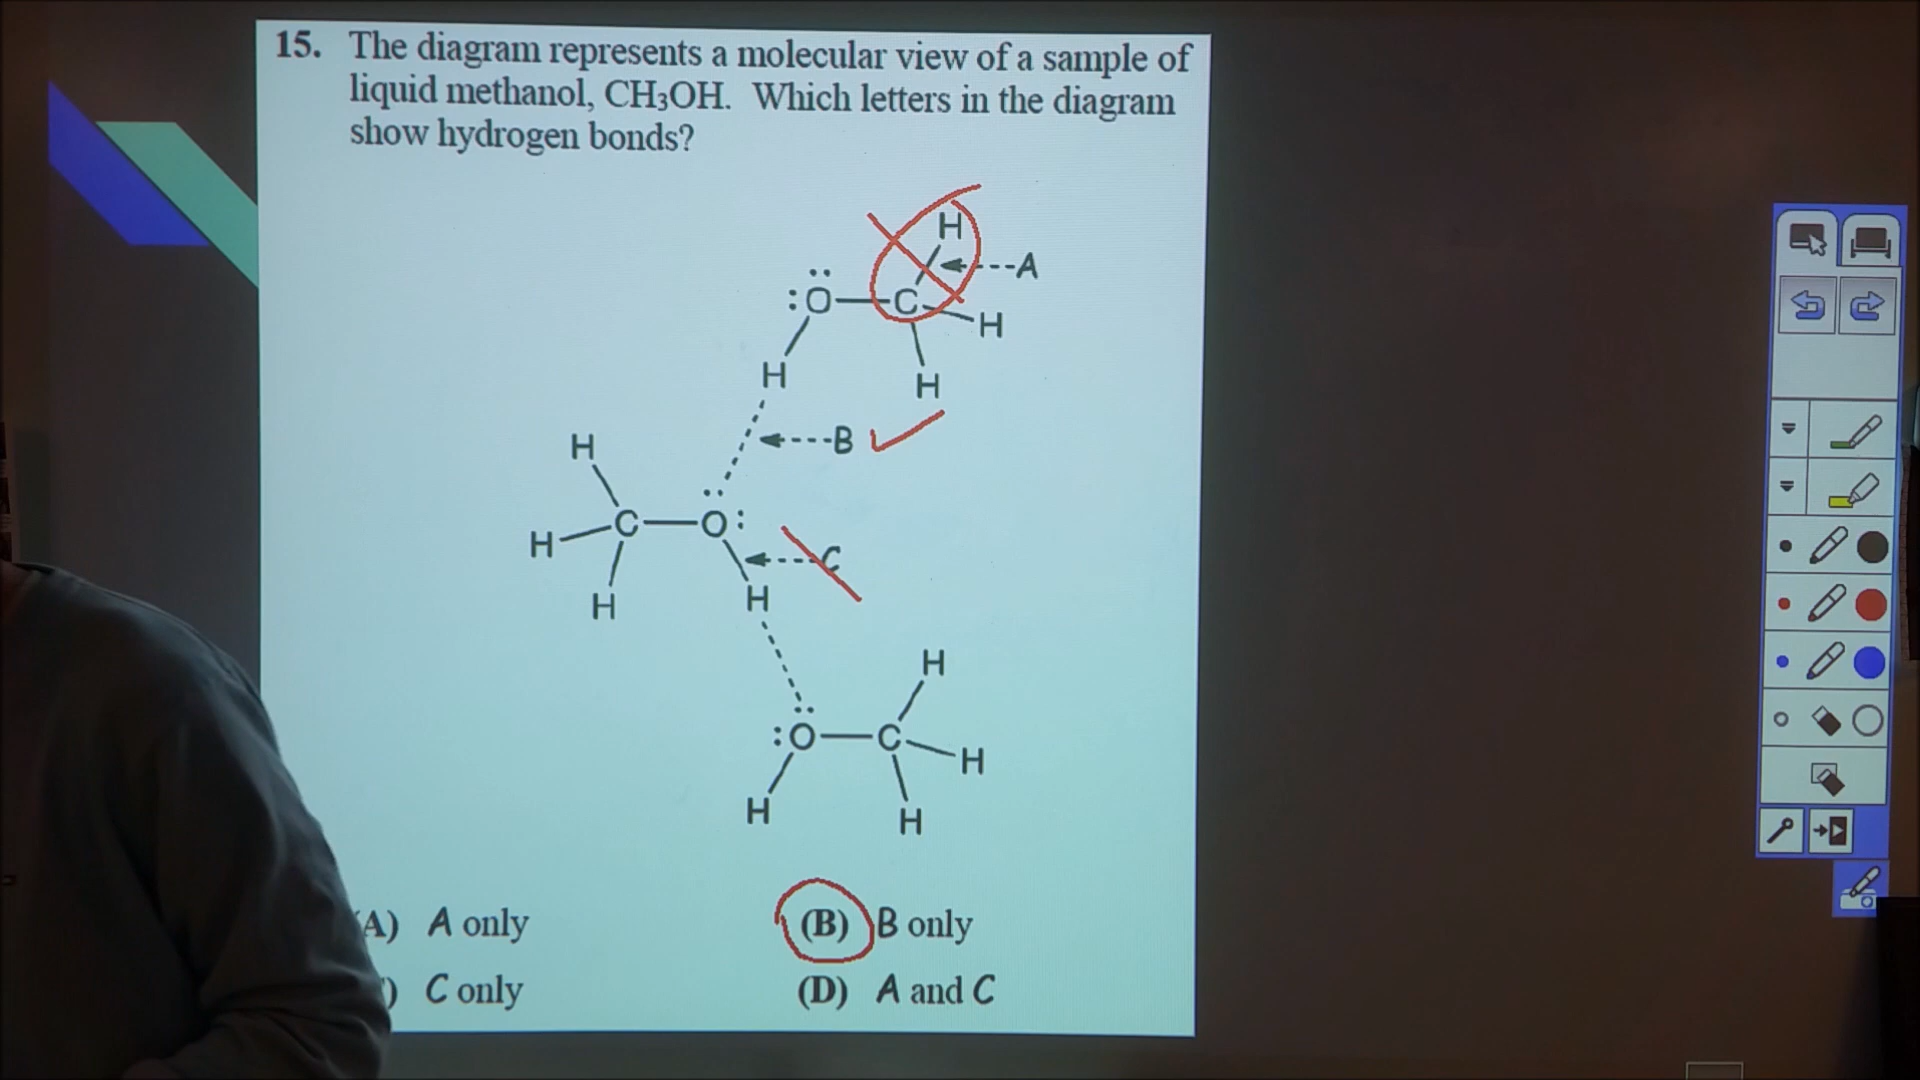 15. The diagram represents a molecular view of a sample of
liquid methanol, CH3OH. Which letters in the diagram
show hydrogen bonds?
H
A
:O C H
H H
B
H
C O:
H C
H H
H
:O C H
H H
A) A only (B) B only
) C only (D) A and C